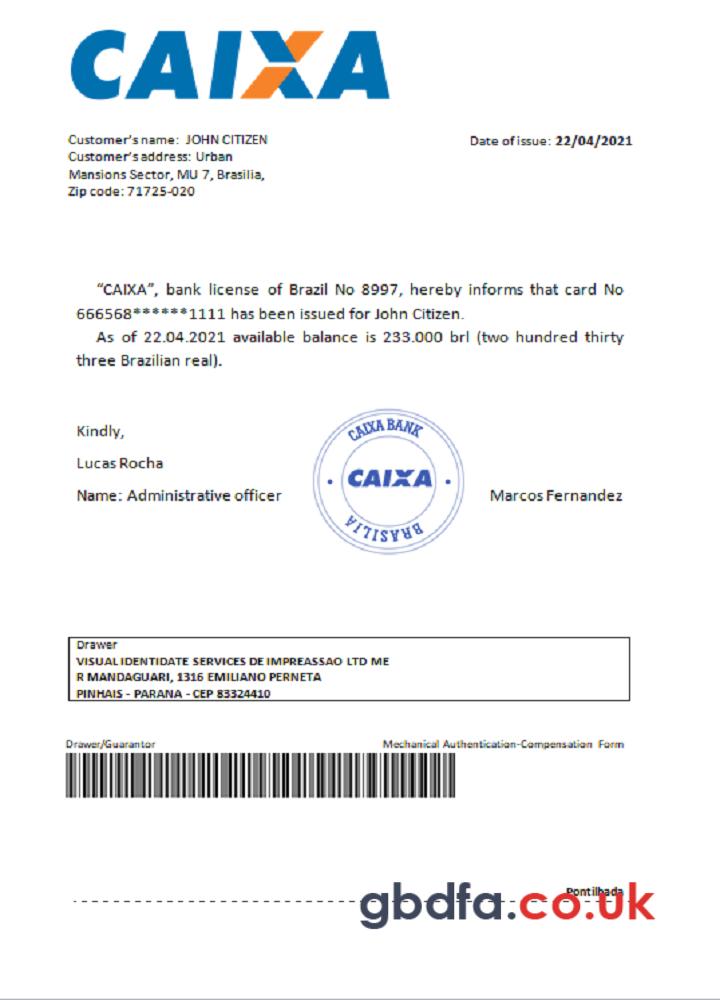 CAIXA
Customer's name: JOHN CITIZEN
Date of issue: 22/04/2021
Customer's address: Urban
Mansions Sector, MU 7, Brasilia,
Zip code: 71725-020
"CAIXA", bank license of Brazil No 8997, hereby informs that card No
666568******1111 has been issued for John Citizen.
As of 22.04.2021 available balance is 233.000 brl (two hundred thirty
three Brazilian real).
Kindly,
Lucas Rocha
Name: Administrative officer
CAIXA BANK
CAIXA
BRASILIA
Marcos Fernandez
Drawer
VISUAL IDENTIDATE SERVICES DE IMPREASSAO LTD ME
R MANDAGUARI, 1316 EMILIANO PERNETA
PINHAIS - PARANA - CEP 83324410
Drawer/Guarantor
Mechanical Authentication-Compensation Form
Pontilhada
gbdfa.co.uk